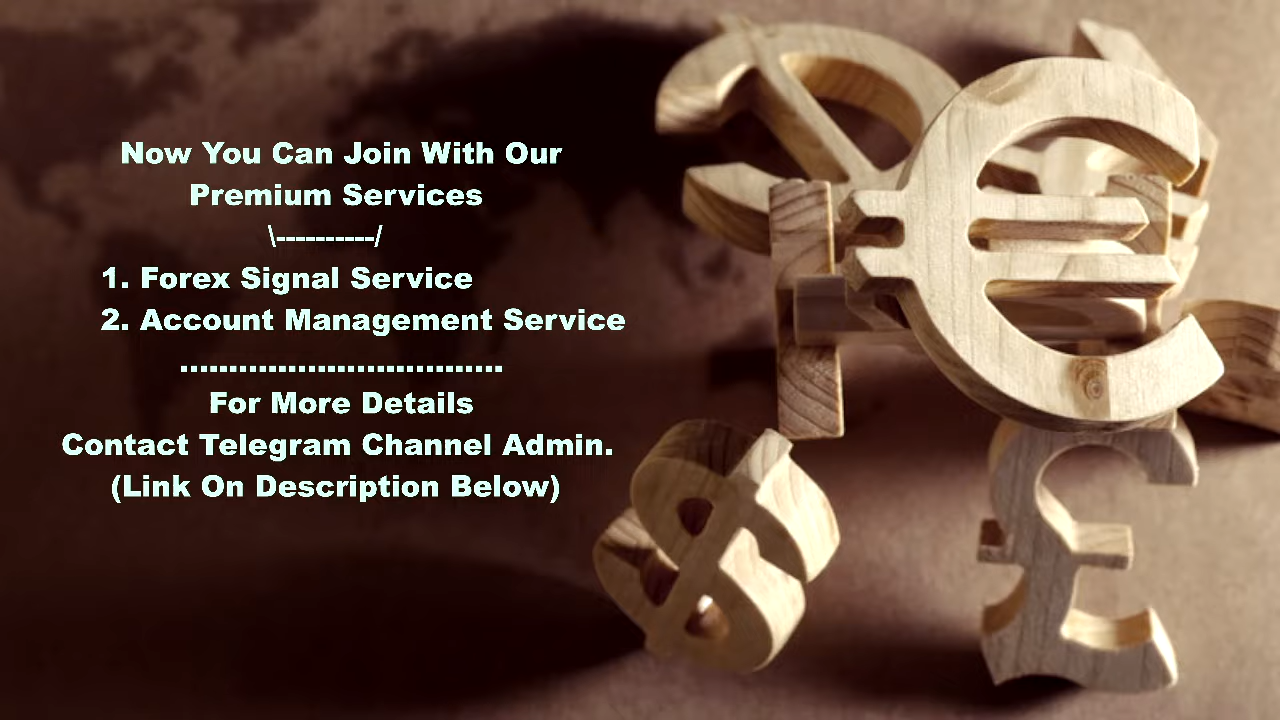 Now You Can Join With Our
Premium Services
\----------/
1. Forex Signal Service
2. Account Management Service
.................................
For More Details
Contact Telegram Channel Admin.
(Link On Description Below)